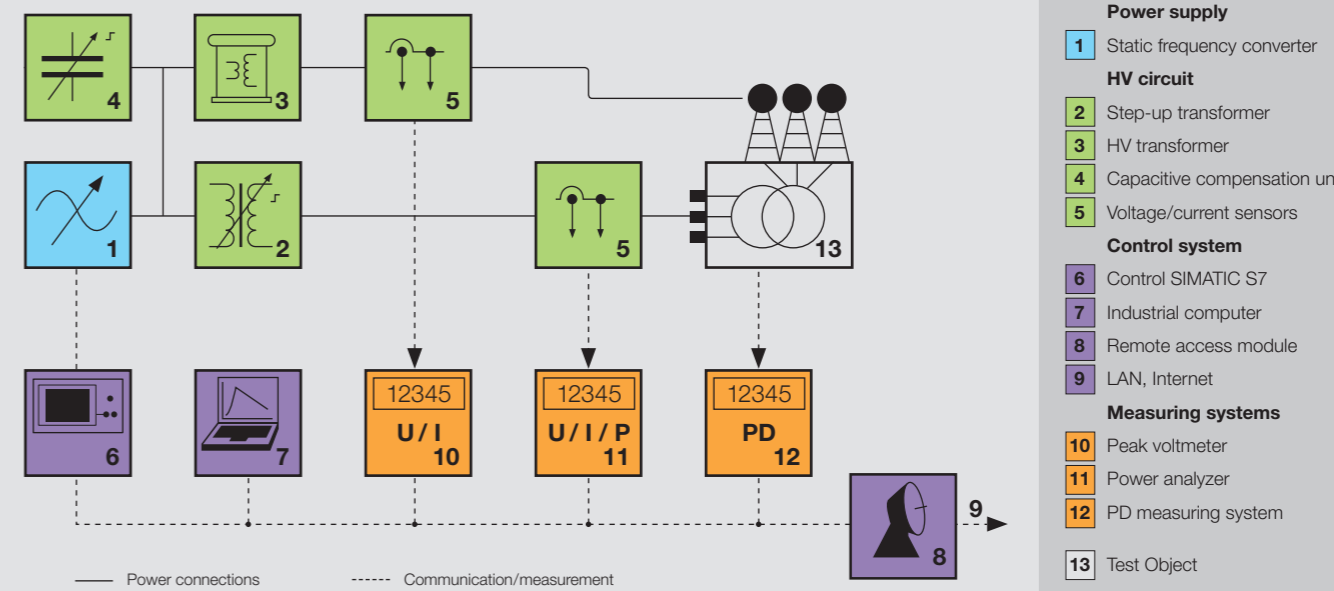 4
3
5
1
2
5
13
12345
U / I
10
12345
U / I / P
11
12345
PD
12
6
7
9
8
Power connections
Communication/measurement
Power supply
1 Static frequency converter
HV circuit
2 Step-up transformer
3 HV transformer
4 Capacitive compensation un
5 Voltage/current sensors
Control system
6 Control SIMATIC S7
7 Industrial computer
8 Remote access module
9 LAN, Internet
Measuring systems
10 Peak voltmeter
11 Power analyzer
12 PD measuring system
13 Test Object